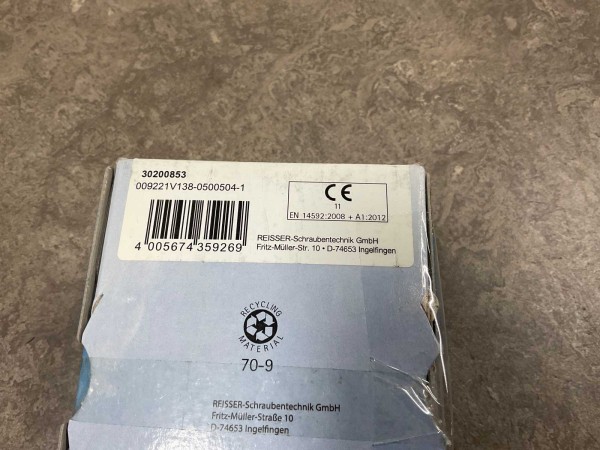 30200853
009221V138-0500504-1
4 005674 359269
CE
11
EN 14592:2008 + A1:2012
REISSER-Schraubentechnik GmbH
Fritz-Müller-Str. 10 • D-74653 Ingelfingen
RECYCLING
MATERIAL
70-9
REISSER-Schraubentechnik GmbH
Fritz-Müller-Straße 10
D-74653 Ingelfingen